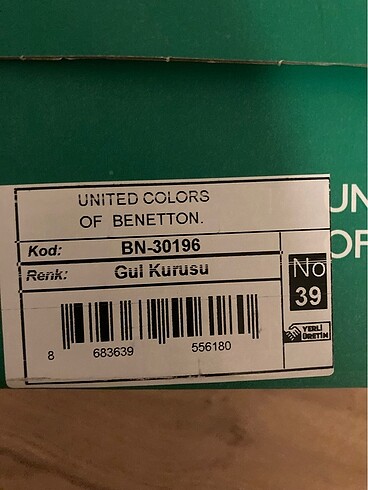 UNITED COLORS
OF BENETTON.
Kod: BN-30196
Renk: Gul Kurusu
No
39
YERLİ
ÜRETİM
8 683639 556180
UN
OF